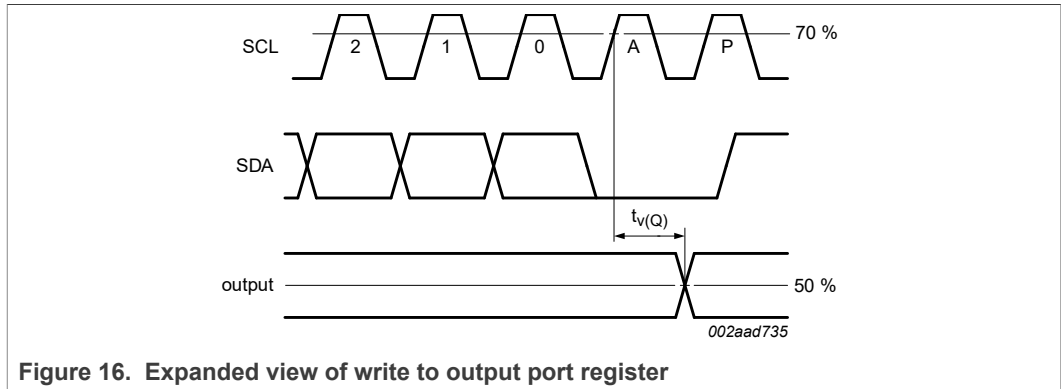 SCL 2 1 0 A P 70 %
SDA
tv(Q)
output 50 %
002aad735
Figure 16. Expanded view of write to output port register